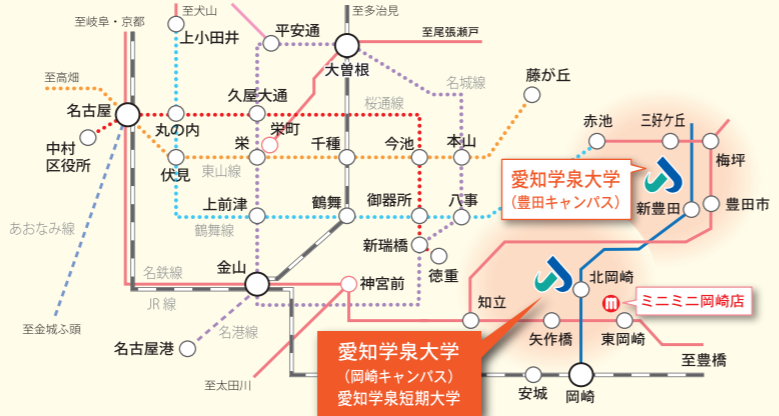 至岐阜・京都
至犬山
至多治見
上小田井
平安通
至尾張瀬戸
大曽根
至高畑
名城線
藤が丘
名古屋
久屋大通
桜通線
丸の内
栄町
赤池
三好ケ丘
中村
区役所
栄
千種
今池
本山
梅坪
伏見
東山線
愛知学泉大学
（豊田キャンパス）
上前津
鶴舞
御器所
八事
新豊田
豊田市
あおなみ線
鶴舞線
新瑞橋
徳重
名鉄線
金山
神宮前
北岡崎
JR線
知立
m
ミニミニ岡崎店
至金城ふ頭
名港線
矢作橋
東岡崎
名古屋港
愛知学泉大学
（岡崎キャンパス）
愛知学泉短期大学
至豊橋
至太田川
安城
岡崎